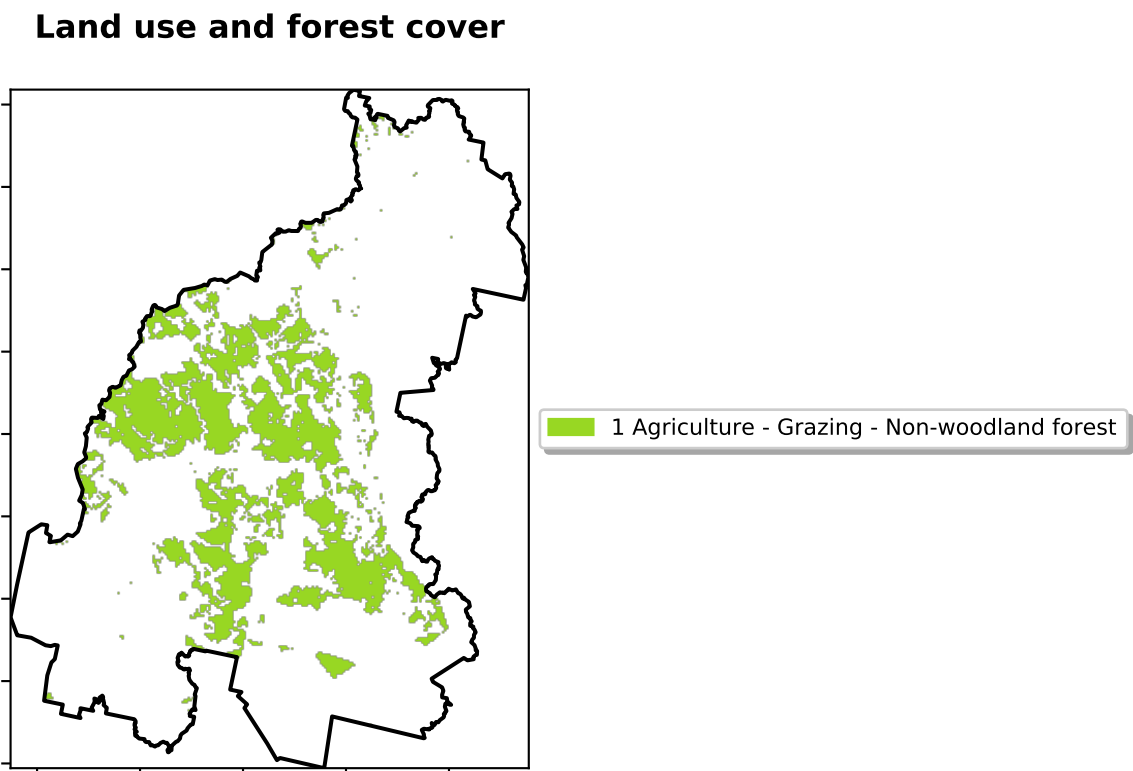 Land use and forest cover
1 Agriculture - Grazing - Non-woodland forest